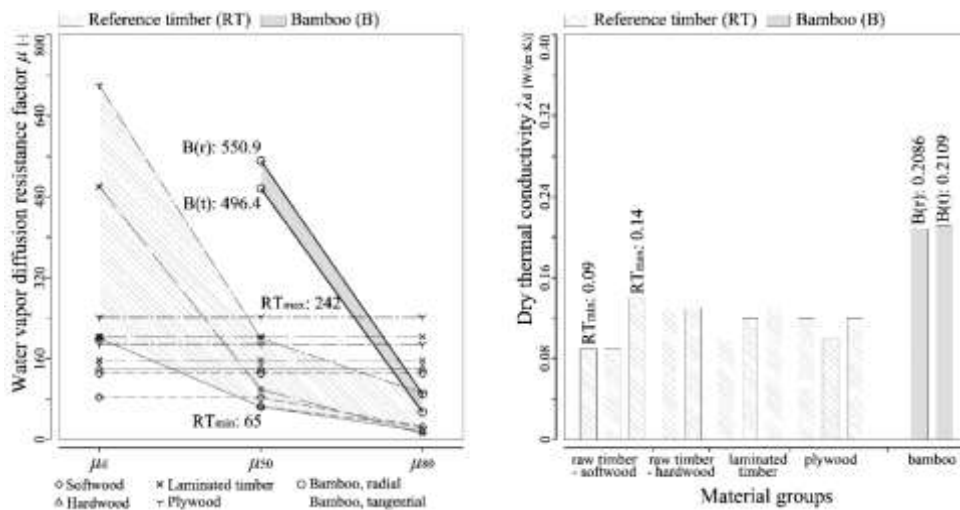 Reference timber (RT) Bamboo (B)
Water vapor diffusion resistance factor μ [-]
800
640
480
320
160
0
B(r): 550.9
B(t): 496.4
RTmax: 242
RTmin: 65
μ50 μ80
Softwood Laminated timber Bamboo, radial
Hardwood Plywood Bamboo, tangential
Reference timber (RT) Bamboo (B)
Dry thermal conductivity λd [W/(m·K)]
0.40
0.32
0.24
0.16
0.08
0
RTmin: 0.09
RTmax: 0.14
B(r): 0.2086
B(t): 0.2109
raw timber raw timber laminated plywood bamboo
- softwood - hardwood timber
Material groups